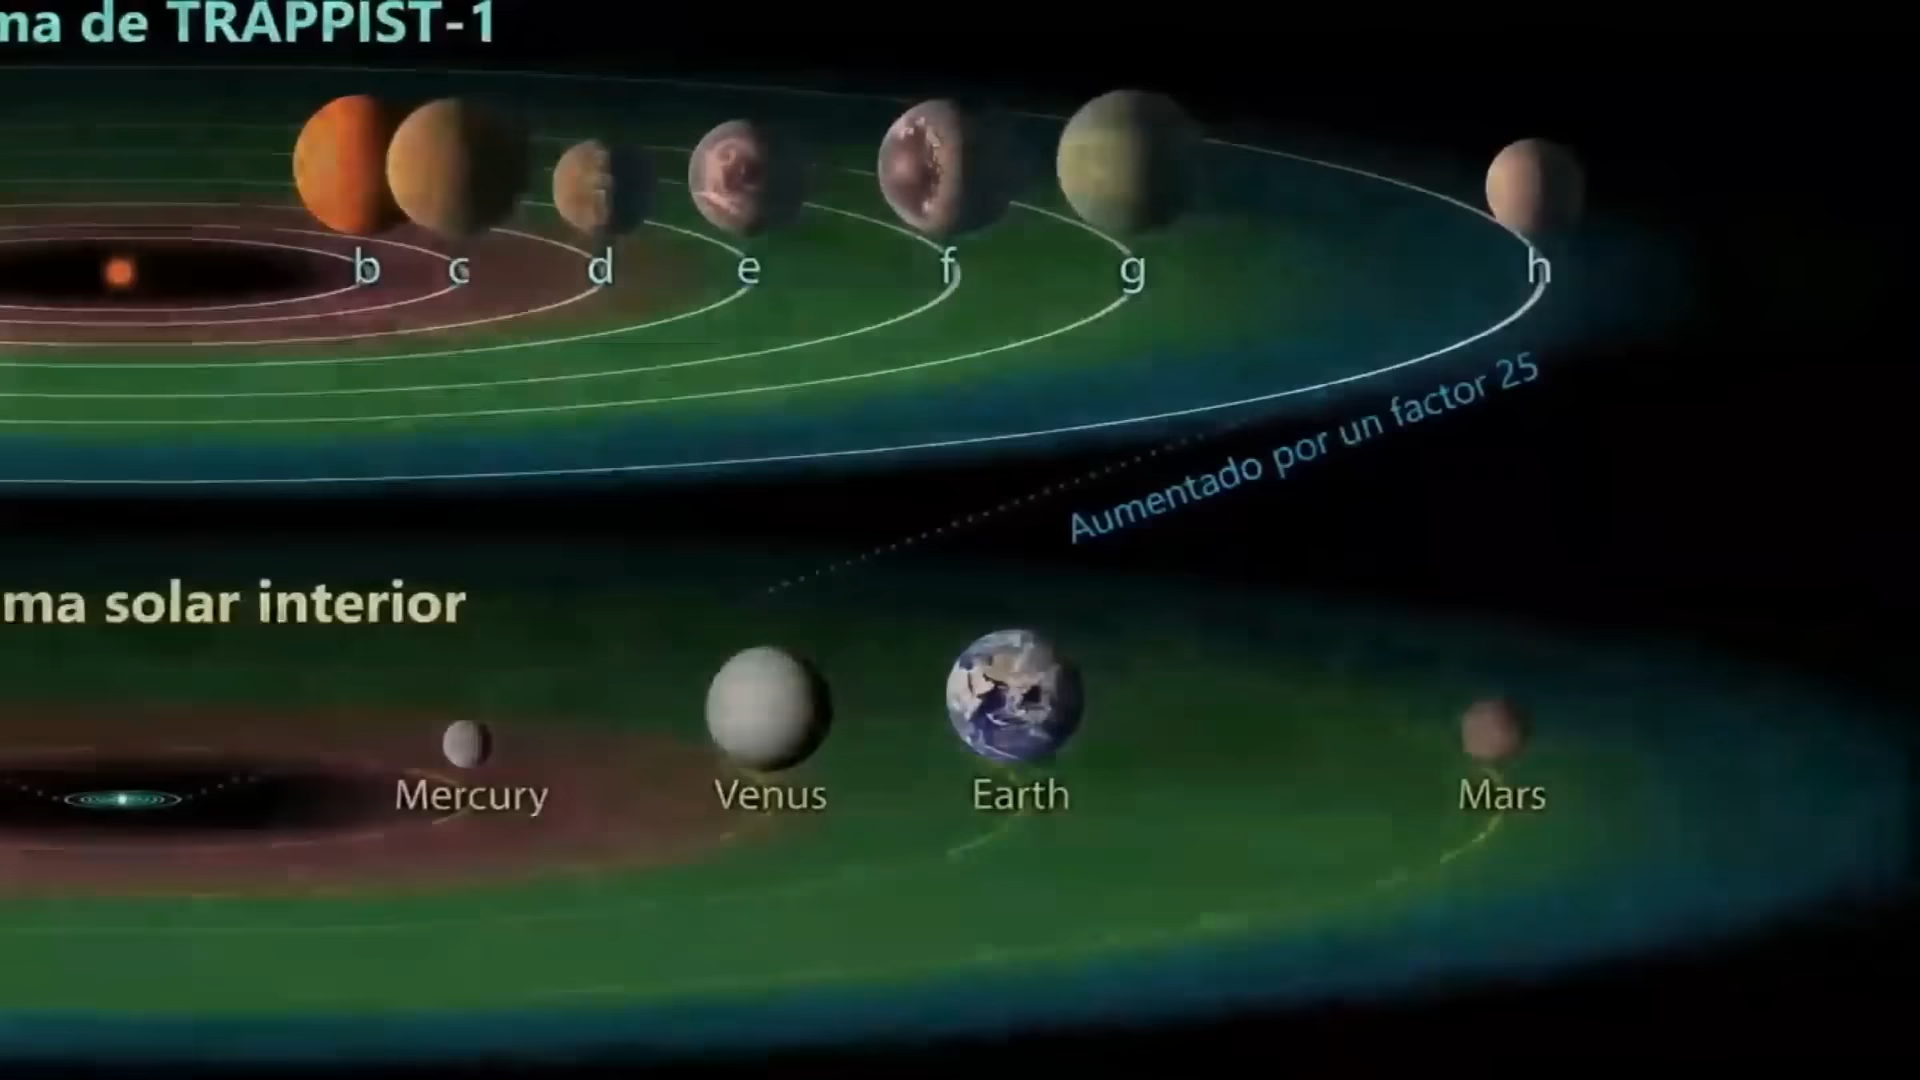 ma de TRAPPIST-1
b c d e f g h
Aumentado por un factor 25
ma solar interior
Mercury Venus Earth Mars